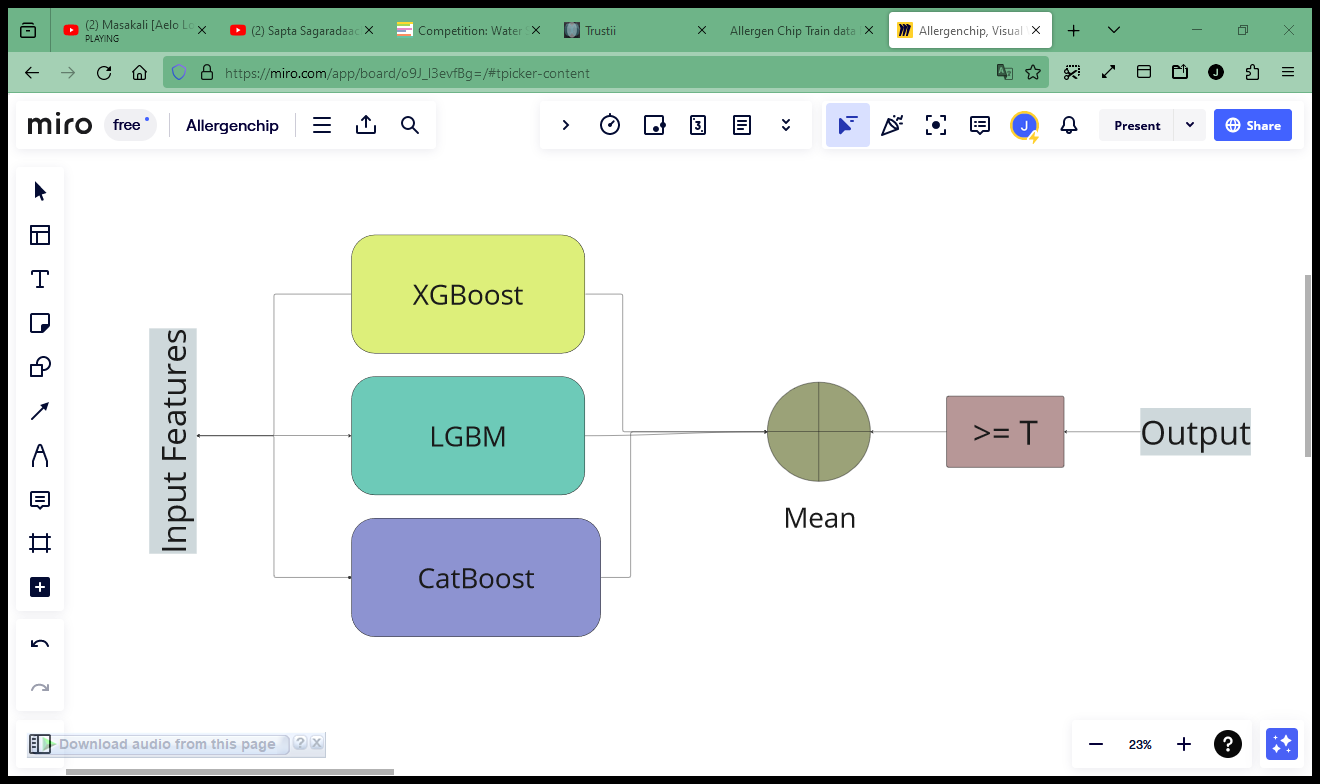 (2) Masakali [Aelo Lo
PLAYING
(2) Sapta Sagaradaac
Competition: Water
Trustii
Allergen Chip Train data
Allergenchip, Visual
https://miro.com/app/board/o9J_l3evfBg=/#tpicker-content
J
miro
free
Allergenchip
3
J
Present
Share
T
XGBoost
Input Features
LGBM
>= T
Output
Mean
CatBoost
Download audio from this page
?
X
23%
?